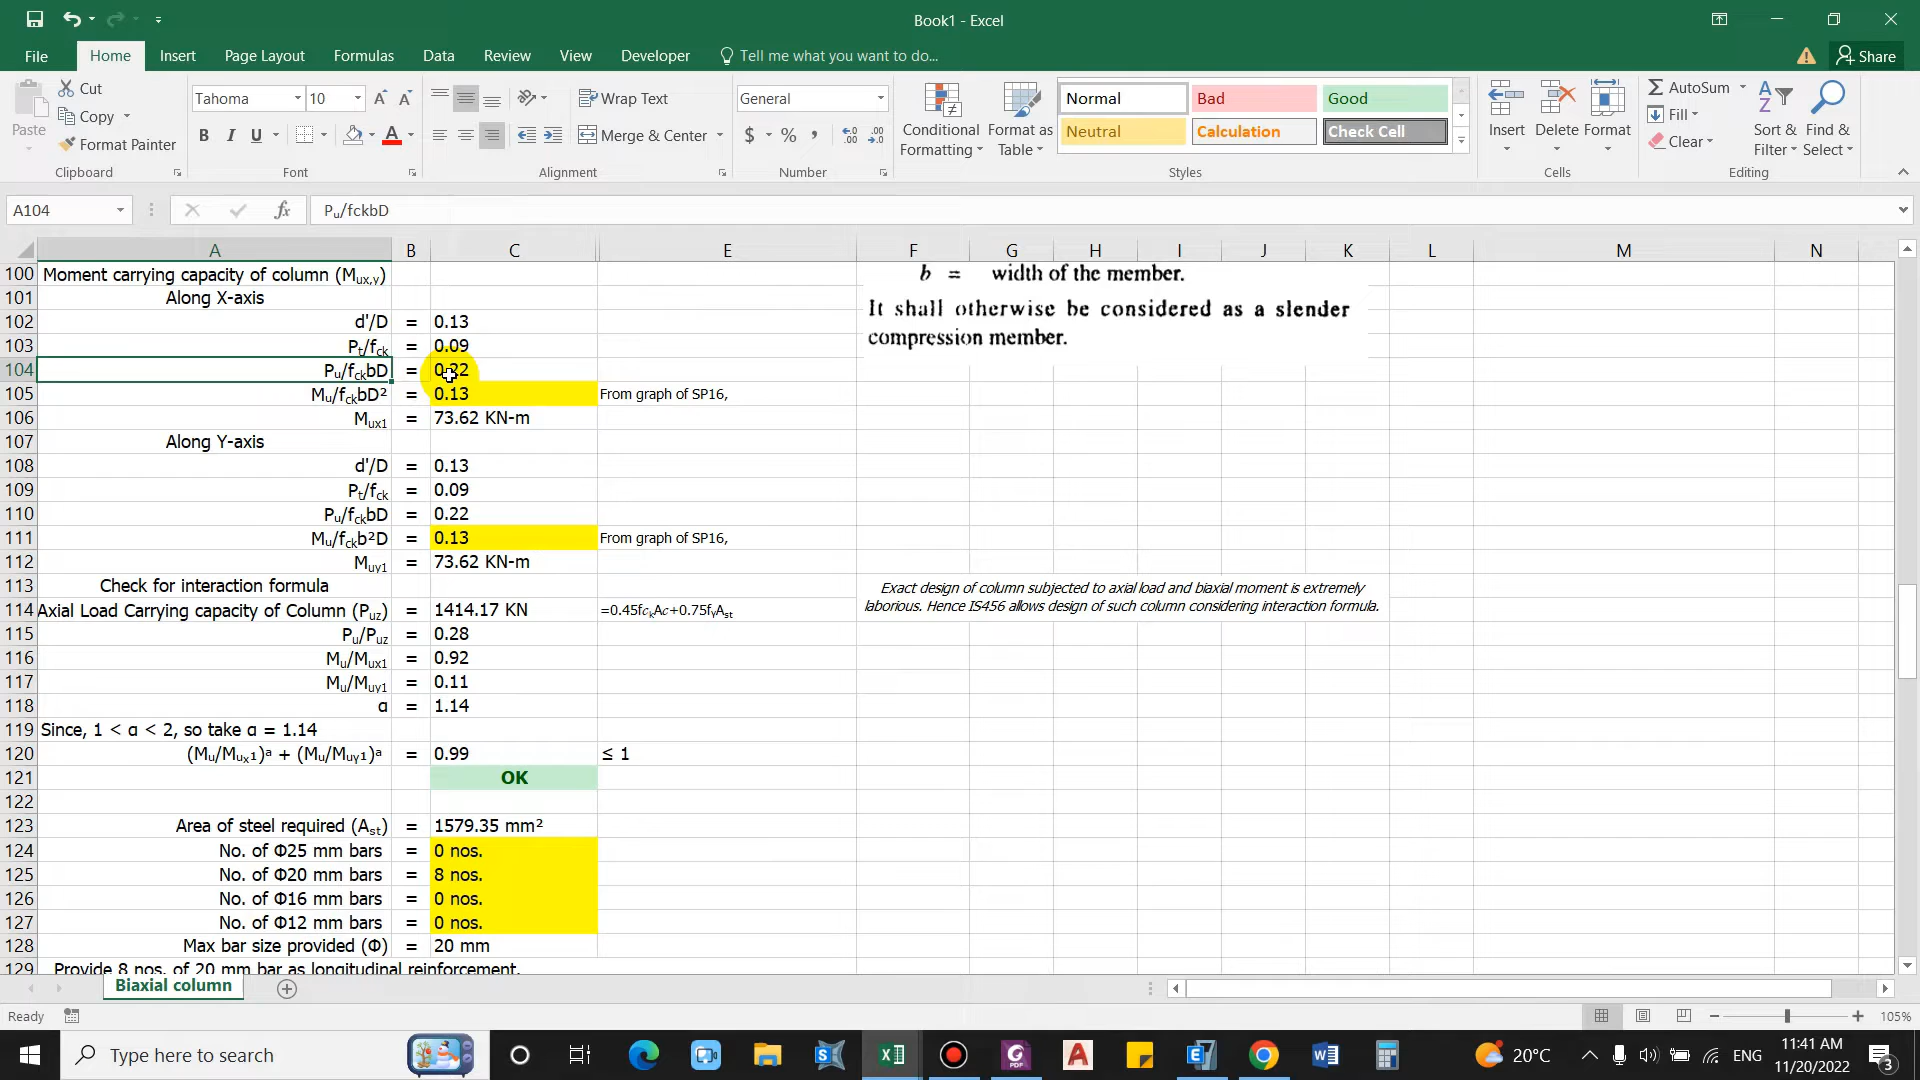 Book1 - Excel
File Home Insert Page Layout Formulas Data Review View Developer Tell me what you want to do... Share
Paste Cut Copy Format Painter Clipboard
Tahoma 10 A A B I U A Font
Wrap Text Merge & Center Alignment
General $ % , Number
Conditional Formatting Format as Table
Normal Bad Good
Neutral Calculation Check Cell
Styles
Insert Delete Format Cells
AutoSum Fill Clear Sort & Filter Find & Select Editing
A104 fx Pu/fckbD
A B C E F G H I J K L M N
100 Moment carrying capacity of column (Mux,y)
b = width of the member.
101 Along X-axis
It shall otherwise be considered as a slender
102 d'/D = 0.13
compression member.
103 Pt/fck = 0.09
104 Pu/fckbD = 0.22
105 Mu/fckbD² = 0.13 From graph of SP16,
106 Mux1 = 73.62 KN-m
107 Along Y-axis
108 d'/D = 0.13
109 Pt/fck = 0.09
110 Pu/fckbD = 0.22
111 Mu/fckb²D = 0.13 From graph of SP16,
112 Muy1 = 73.62 KN-m
113 Check for interaction formula
Exact design of column subjected to axial load and biaxial moment is extremely
laborious. Hence IS456 allows design of such column considering interaction formula.
114 Axial Load Carrying capacity of Column (Puz) = 1414.17 KN =0.45fckAc+0.75fyAst
115 Pu/Puz = 0.28
116 Mu/Mux1 = 0.92
117 Mu/Muy1 = 0.11
118 α = 1.14
119 Since, 1 < α < 2, so take α = 1.14
120 (Mu/Mux1)ᵃ + (Mu/Muy1)ᵃ = 0.99 ≤ 1
121 OK
122
123 Area of steel required (Ast) = 1579.35 mm²
124 No. of Φ25 mm bars = 0 nos.
125 No. of Φ20 mm bars = 8 nos.
126 No. of Φ16 mm bars = 0 nos.
127 No. of Φ12 mm bars = 0 nos.
128 Max bar size provided (Φ) = 20 mm
129 Provide 8 nos. of 20 mm bar as longitudinal reinforcement.
Biaxial column
Ready 105%
Type here to search 20°C ENG 11:41 AM
11/20/2022 3